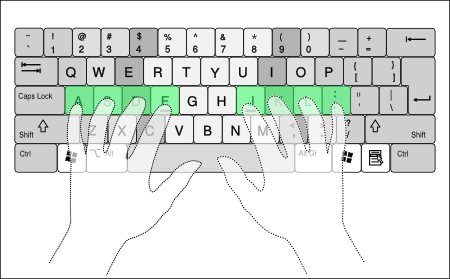 ~ ! @ # $ % ^ & * ( ) — +
` 1 2 3 4 5 6 7 8 9 0 - =
Q W E R T Y U I O P { }
[ ]
Caps Lock A S D F G H J K L : " |
; ' \
Shift Z X C V B N M < > ? Shift
, . /
Ctrl Alt Alt Gr Ctrl